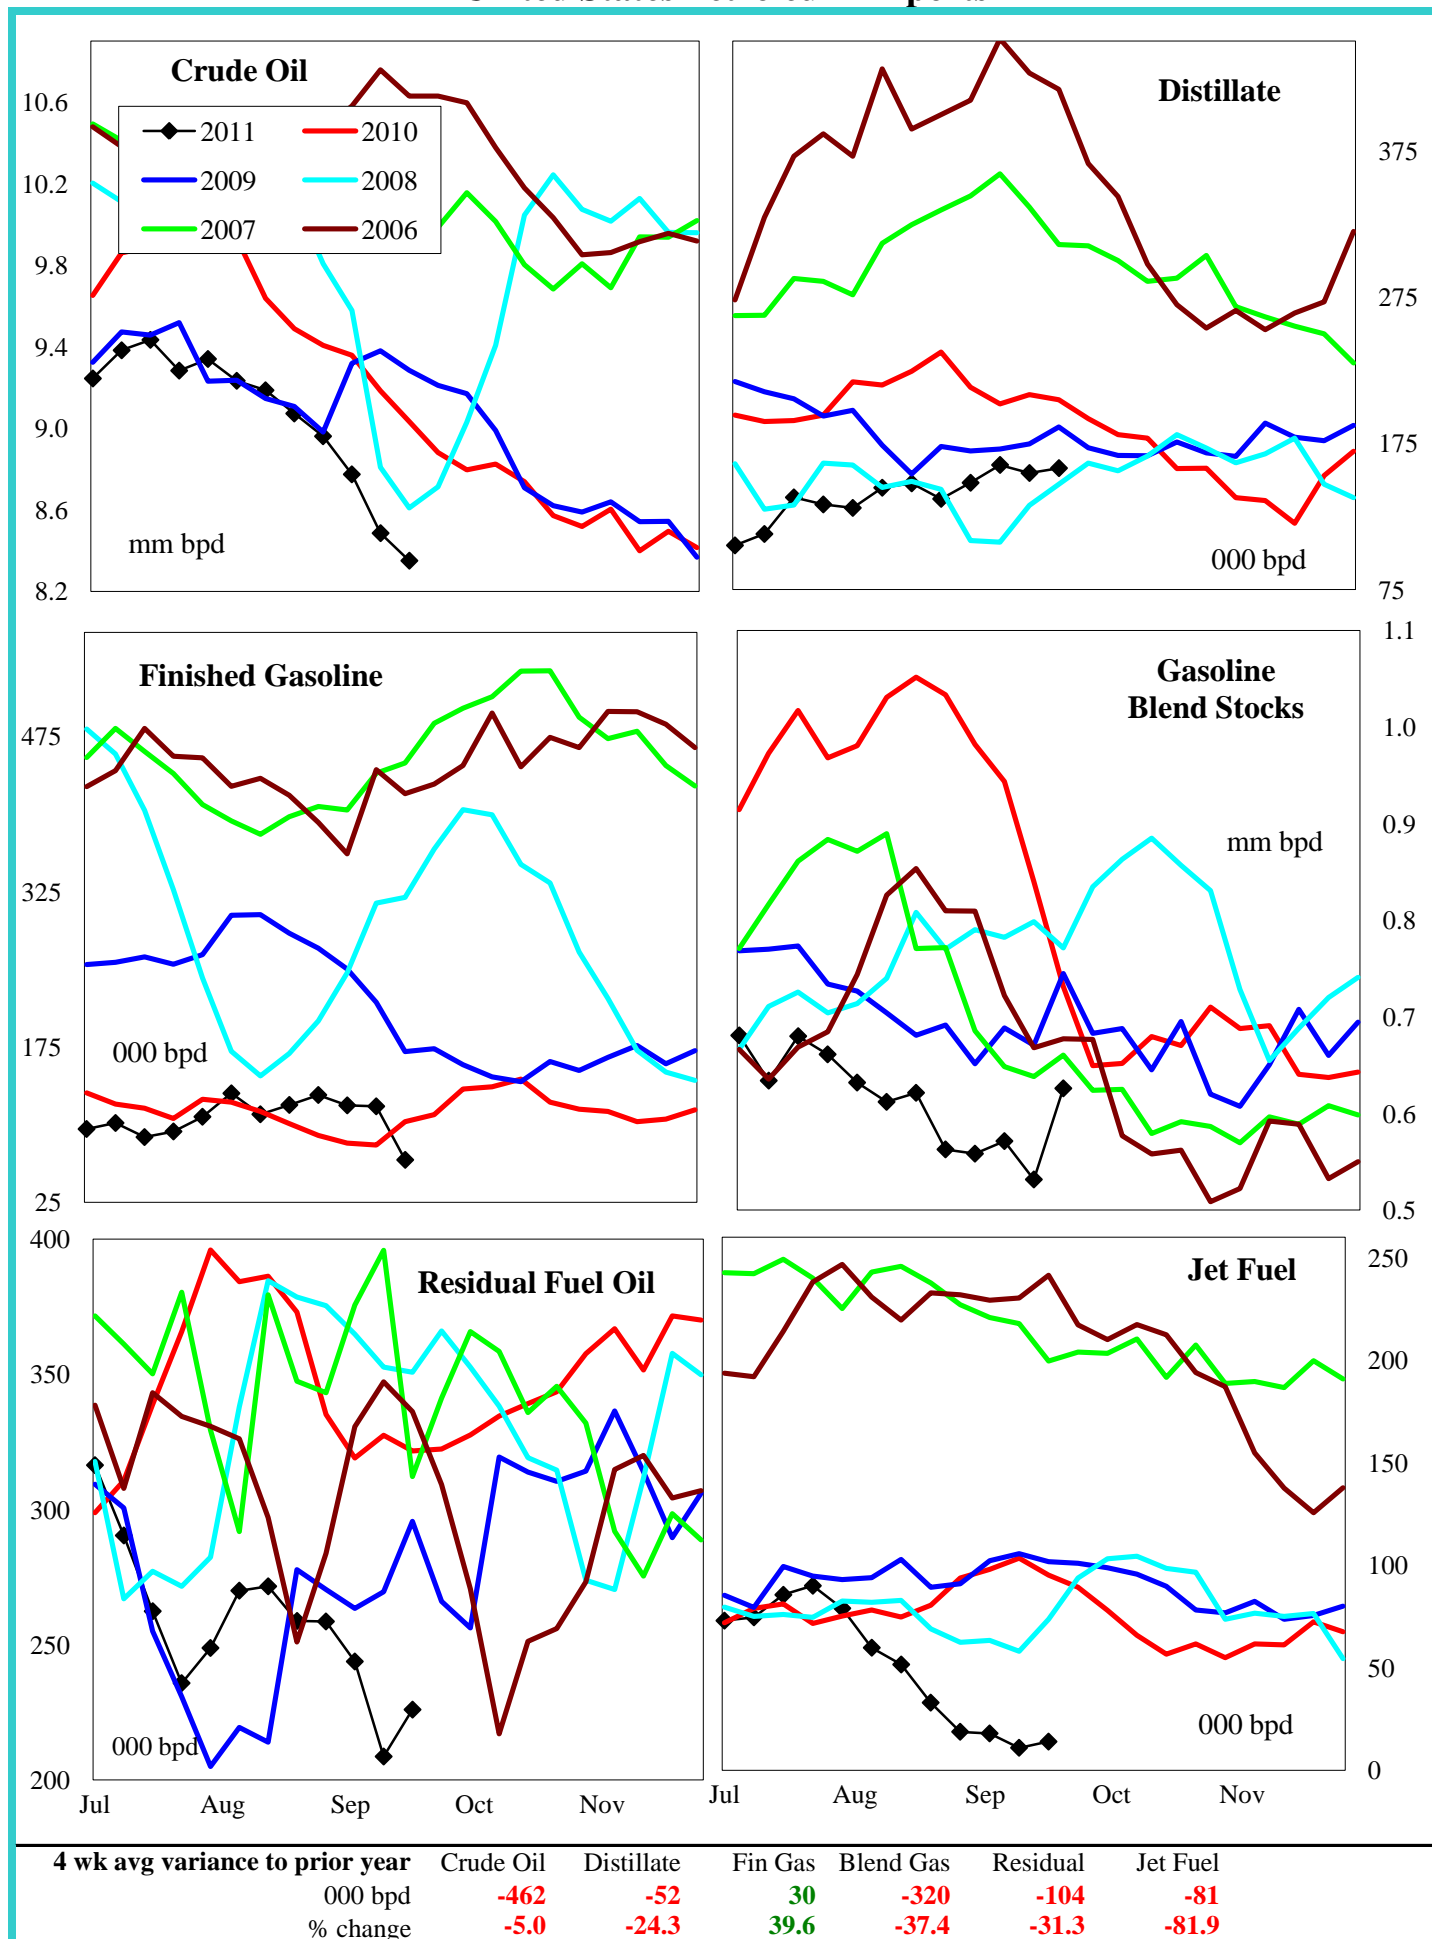 Crude Oil
10.6
10.2
9.8
9.4
9.0
8.6
8.2
2011 2010
2009 2008
2007 2006
mm bpd
Distillate
375
275
175
75
000 bpd
Finished Gasoline
475
325
175
25
000 bpd
Gasoline
Blend Stocks
1.1
1.0
0.9
0.8
0.7
0.6
0.5
mm bpd
Residual Fuel Oil
400
350
300
250
200
000 bpd
Jul Aug Sep Oct Nov
Jet Fuel
250
200
150
100
50
0
000 bpd
Jul Aug Sep Oct Nov
4 wk avg variance to prior year Crude Oil Distillate Fin Gas Blend Gas Residual Jet Fuel
000 bpd -462 -52 30 -320 -104 -81
% change -5.0 -24.3 39.6 -37.4 -31.3 -81.9